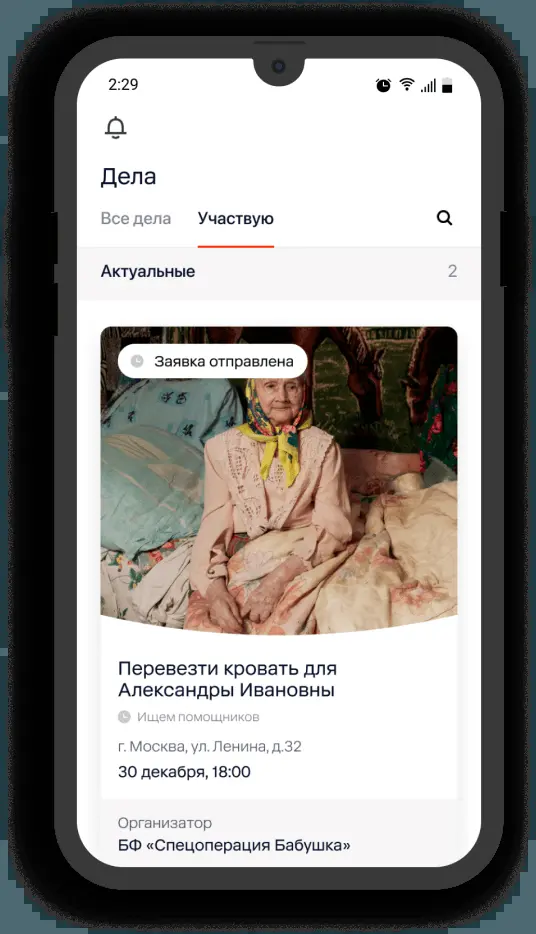 2:29
Дела
Все дела Участвую
Актуальные 2
Заявка отправлена
Перевезти кровать для
Александры Ивановны
Ищем помощников
г. Москва, ул. Ленина, д.32
30 декабря, 18:00
Организатор
БФ «Спецоперация Бабушка»